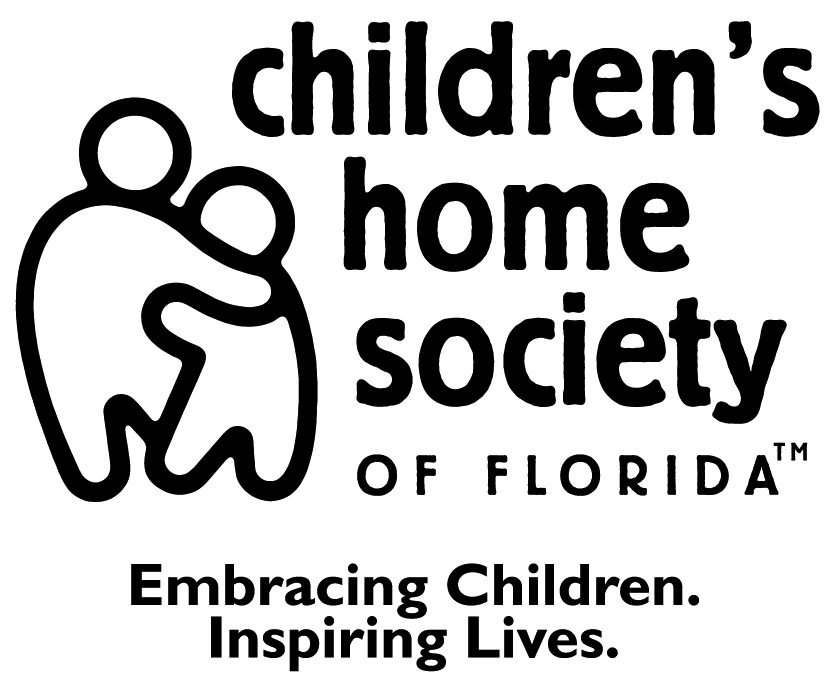 children's
home
society
OF FLORIDA™
Embracing Children.
Inspiring Lives.